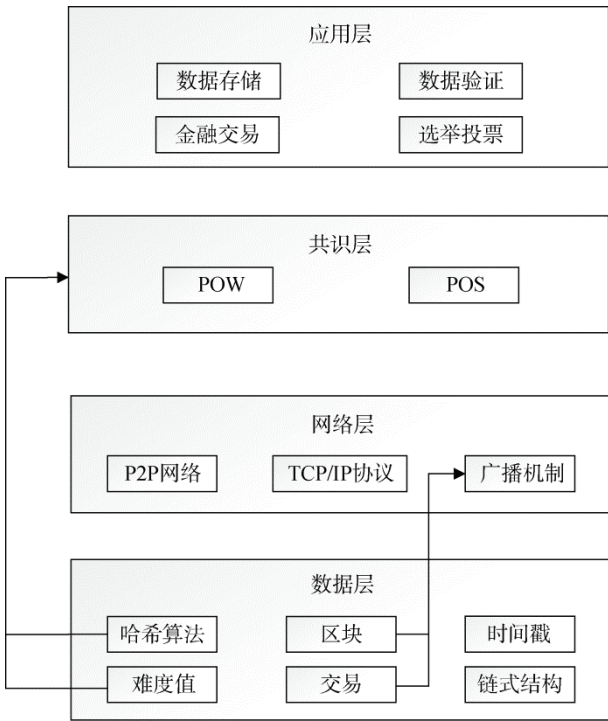 应用层
数据存储 数据验证
金融交易 选举投票
共识层
POW POS
网络层
P2P网络 TCP/IP协议 广播机制
数据层
哈希算法 区块 时间戳
难度值 交易 链式结构